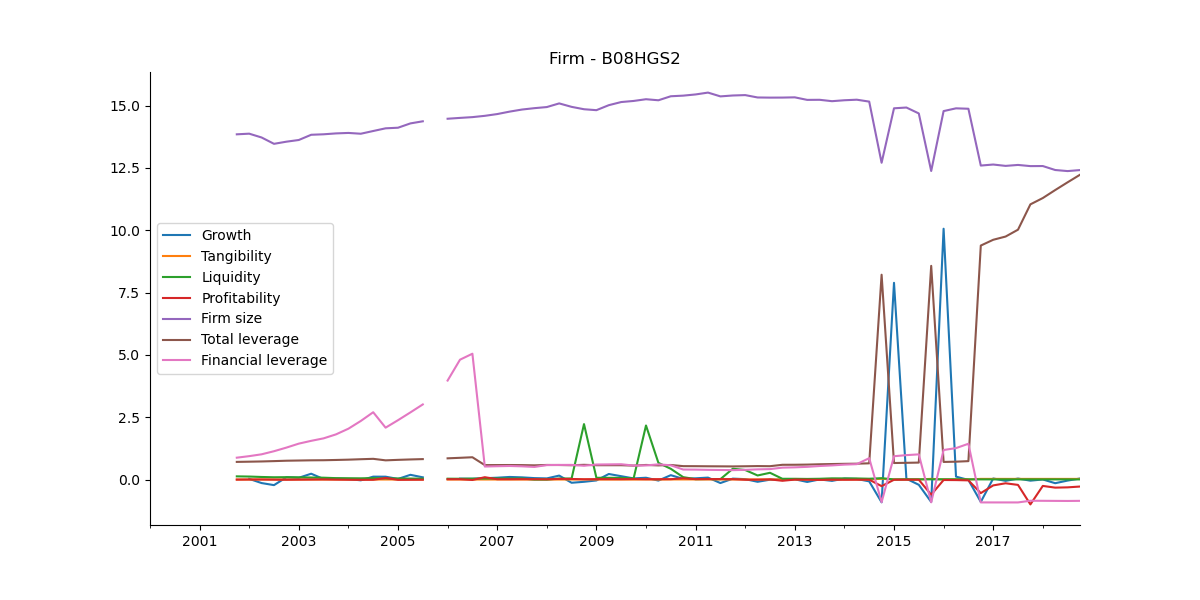 Firm - B08HGS2
15.0
12.5
10.0
7.5
5.0
2.5
0.0
Growth
Tangibility
Liquidity
Profitability
Firm size
Total leverage
Financial leverage
2001 2003 2005 2007 2009 2011 2013 2015 2017